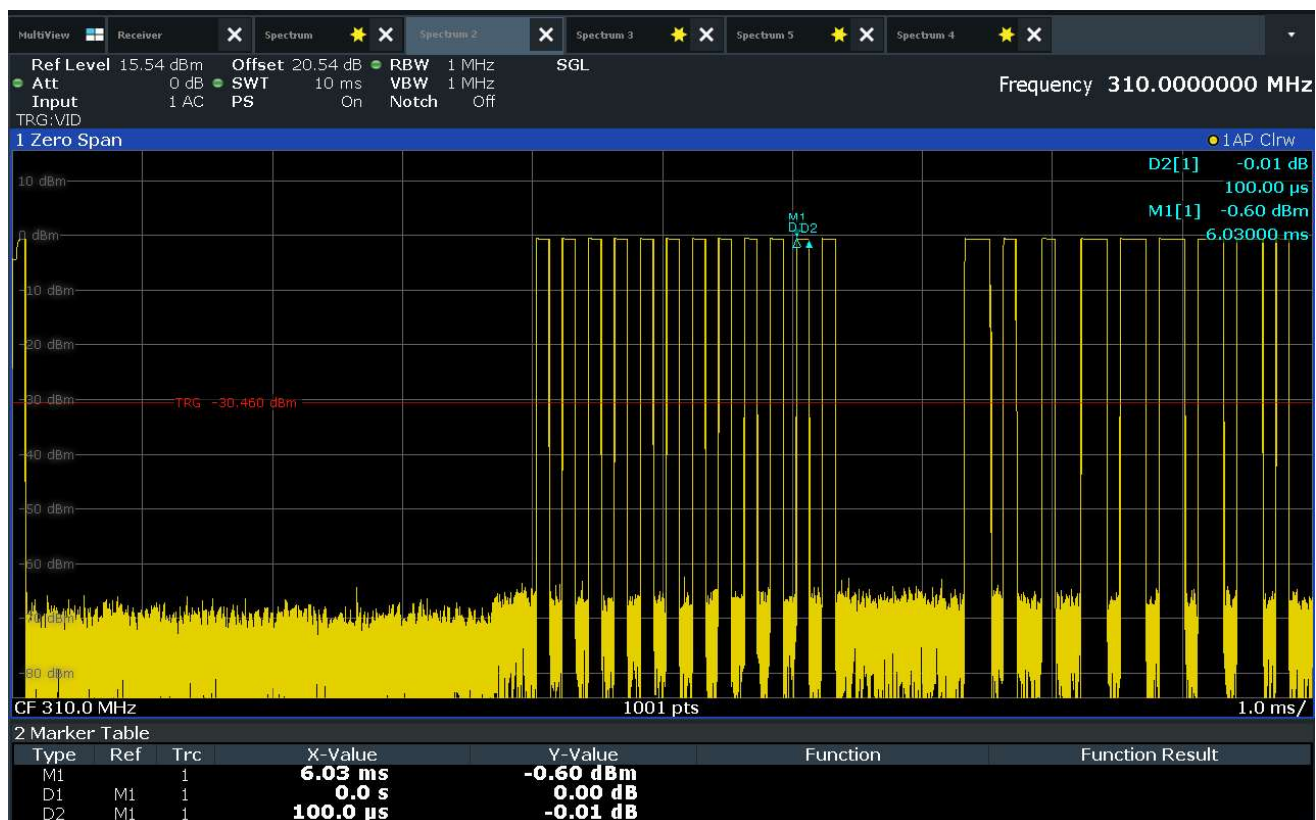 MultiView Receiver Spectrum Spectrum 2 Spectrum 3 Spectrum 5 Spectrum 4
Ref Level 15.54 dBm Offset 20.54 dB RBW 1 MHz SGL
Att 0 dB SWT 10 ms VBW 1 MHz
Input 1 AC PS On Notch Off
Frequency 310.0000000 MHz
TRG:VID
1 Zero Span 1AP Clrw
D2[1] -0.01 dB
100.00 µs
M1[1] -0.60 dBm
6.03000 ms
10 dBm
M1
D2
0 dBm
-10 dBm
-20 dBm
-30 dBm
TRG -30.460 dBm
-40 dBm
-50 dBm
-60 dBm
-70 dBm
-80 dBm
CF 310.0 MHz 1001 pts 1.0 ms/
2 Marker Table
Type Ref Trc X-Value Y-Value Function Function Result
M1 1 6.03 ms -0.60 dBm
D1 M1 1 0.0 s 0.00 dB
D2 M1 1 100.0 µs -0.01 dB